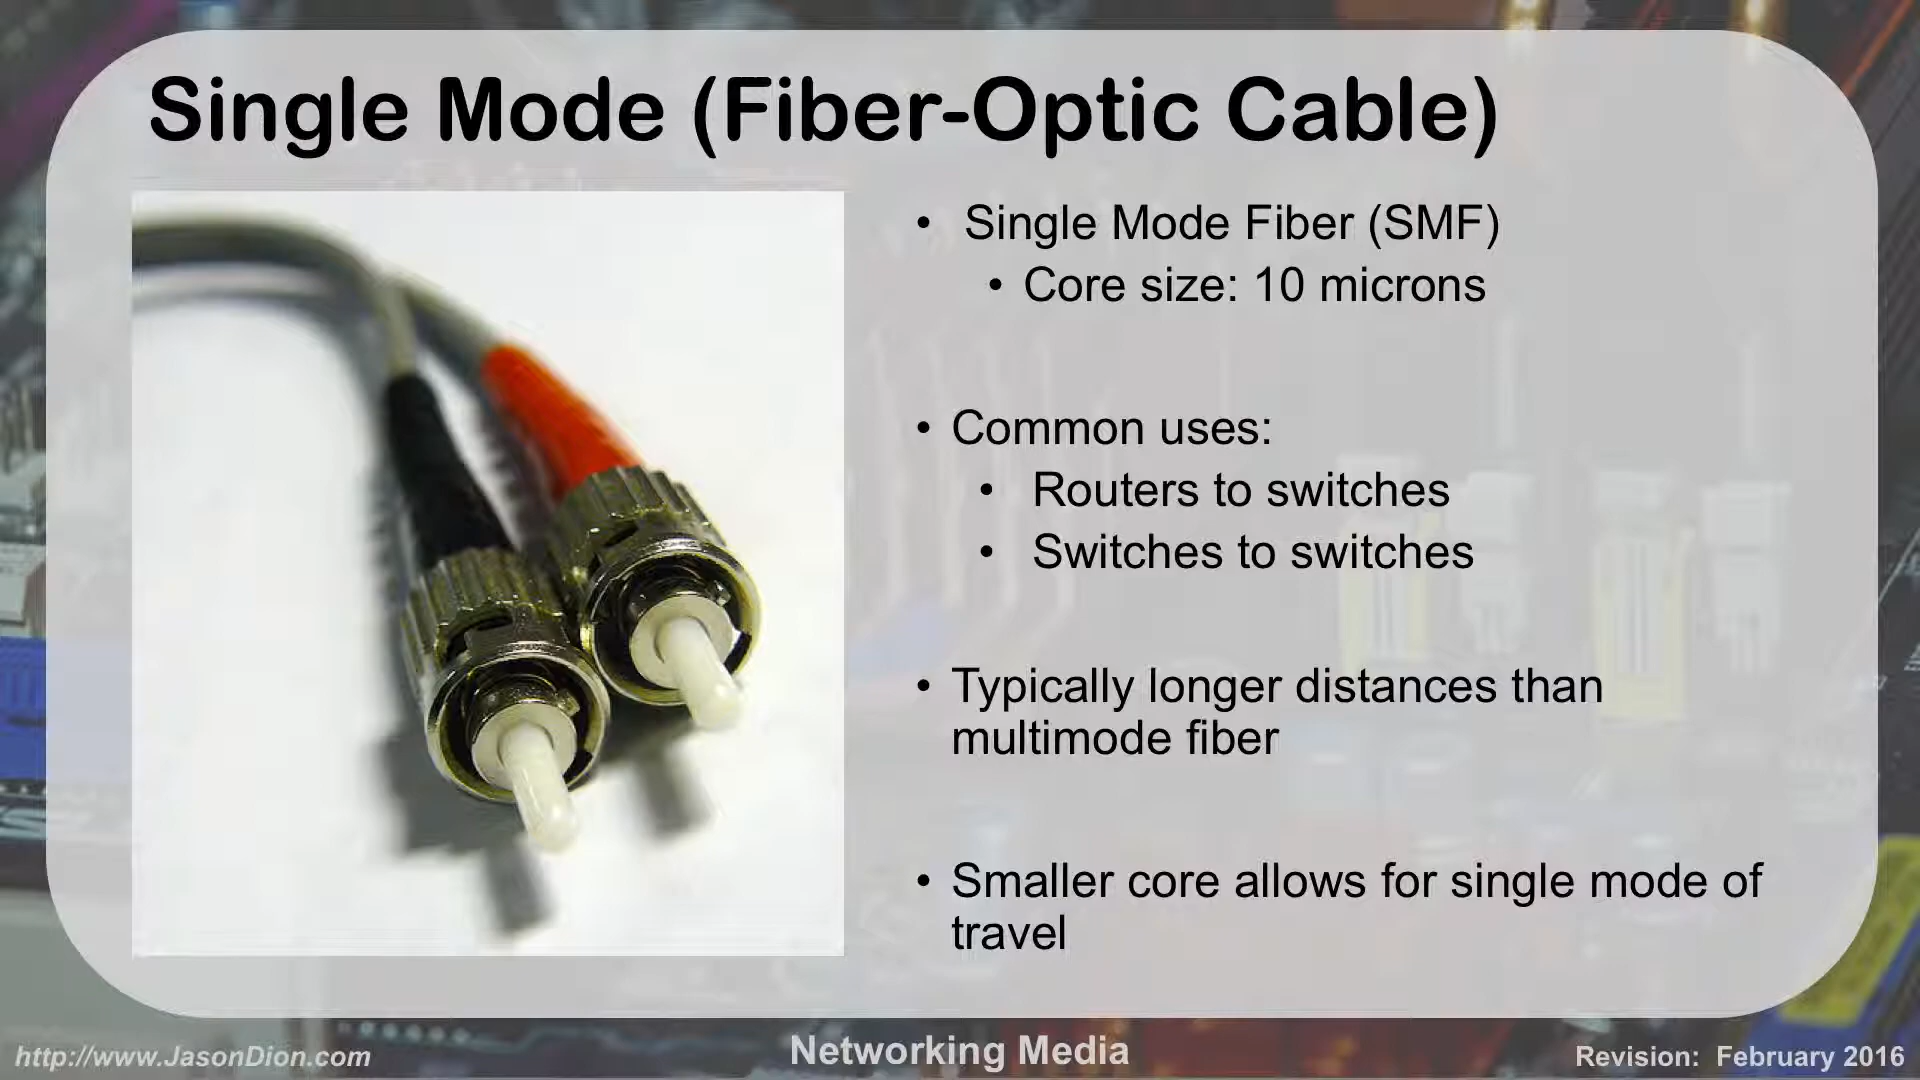 Single Mode (Fiber-Optic Cable)
• Single Mode Fiber (SMF)
• Core size: 10 microns
• Common uses:
• Routers to switches
• Switches to switches
• Typically longer distances than
multimode fiber
• Smaller core allows for single mode of
travel
http://www.JasonDion.com
Networking Media
Revision: February 2016